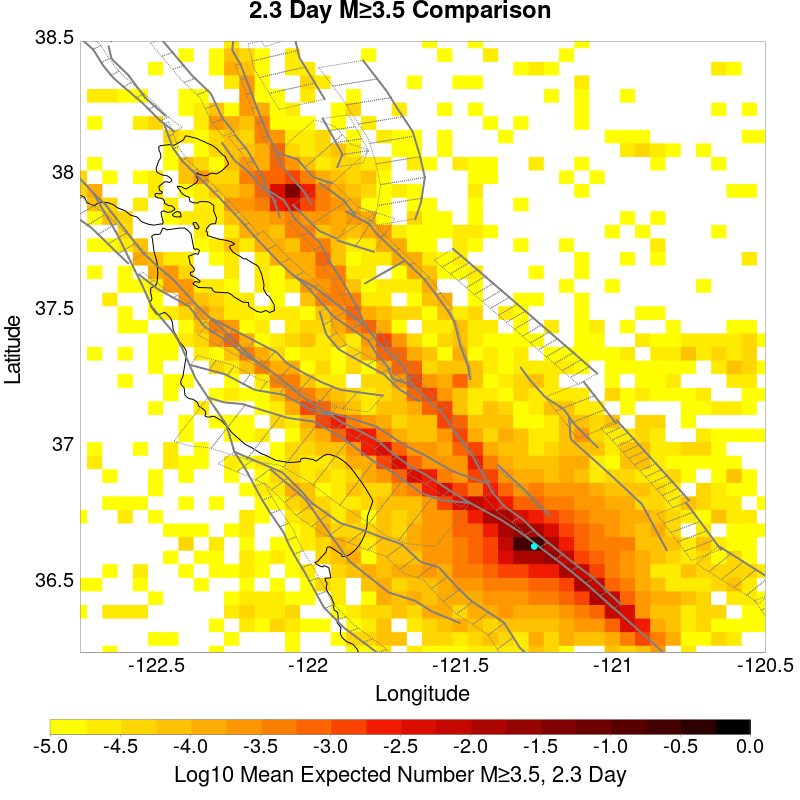 2.3 Day M≥3.5 Comparison
38.5
38
37.5
37
36.5
Latitude
-122.5 -122 -121.5 -121 -120.5
Longitude
-5.0 -4.5 -4.0 -3.5 -3.0 -2.5 -2.0 -1.5 -1.0 -0.5 0.0
Log10 Mean Expected Number M≥3.5, 2.3 Day